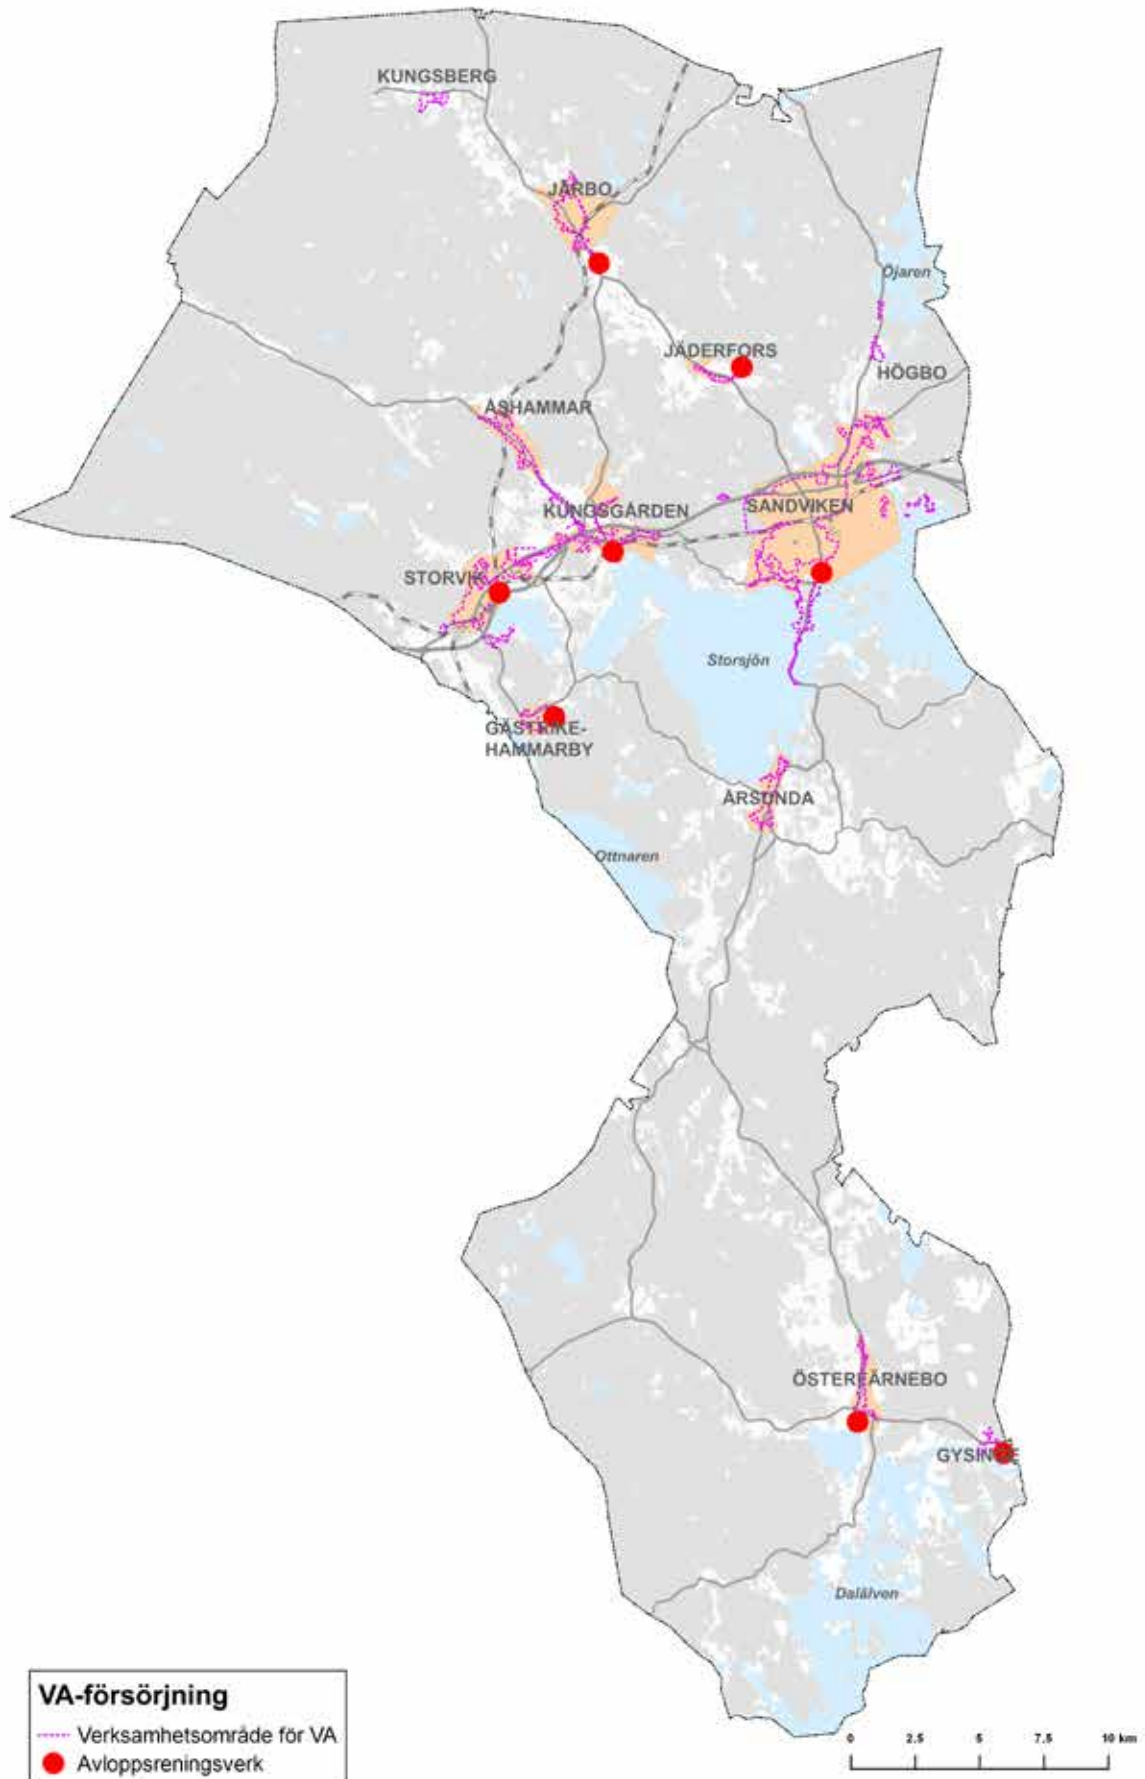 KUNGSBERG
JÄRBO
Öjaren
JÄDERFORS
HÖGBO
ÅSHAMMAR
KUNGSGÅRDEN
SANDVIKEN
STORVIK
Storsjön
GÄSTRIKE-
HAMMARBY
ÅRSUNDA
Ottnaren
ÖSTERFÄRNEBO
GYSINGE
Dalälven
VA-försörjning
Verksamhetsområde för VA
Avloppsreningsverk
0 2.5 5 7.5 10 km